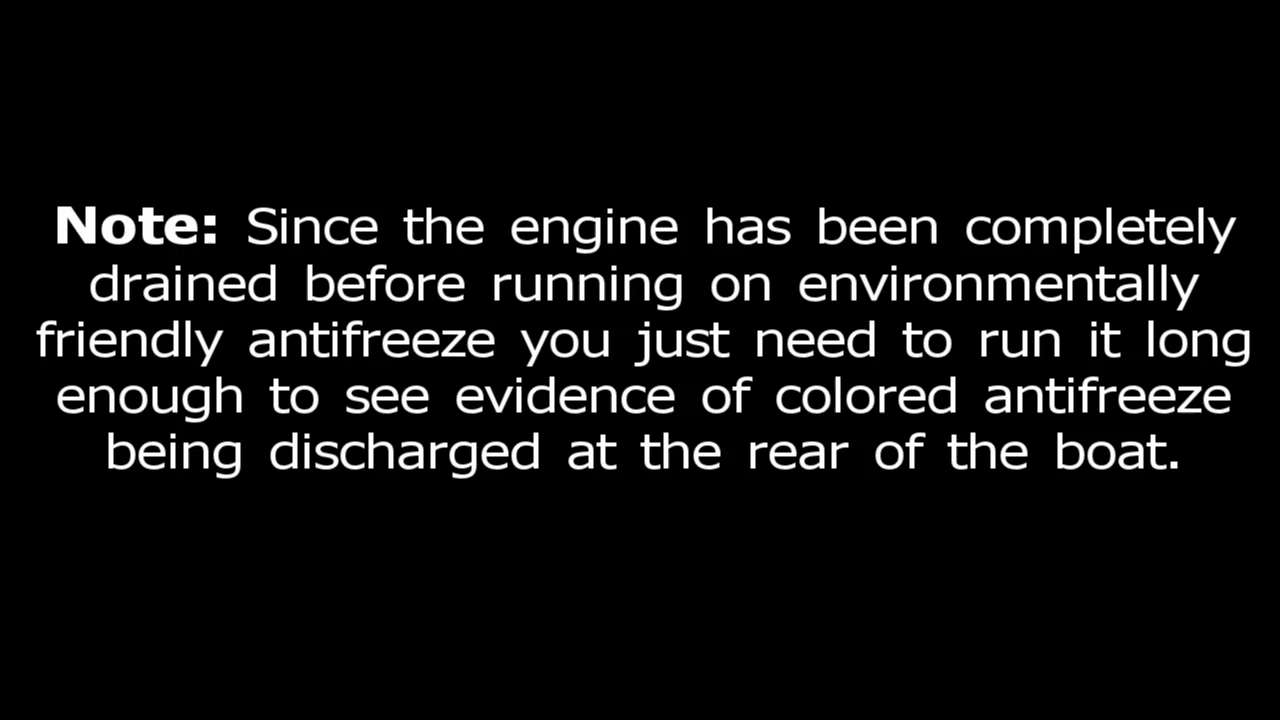 Note: Since the engine has been completely
drained before running on environmentally
friendly antifreeze you just need to run it long
enough to see evidence of colored antifreeze
being discharged at the rear of the boat.